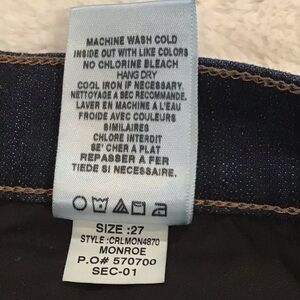 MACHINE WASH COLD
INSIDE OUT WITH LIKE COLORS
NO CHLORINE BLEACH
HANG DRY
COOL IRON IF NECESSARY.
NETTOYAGE A SEC RECOMMANDE.
LAVER EN MACHINE A L'EAU
FROIDE AVEC COULEURS
SIMILAIRES
CHLORE INTERDIT
SE' CHER A PLAT
REPASSER A FER
TIEDE SI NECESSAIRE.
SIZE :27
STYLE :CRLMON4870
MONROE
P.O# 570700
SEC-01